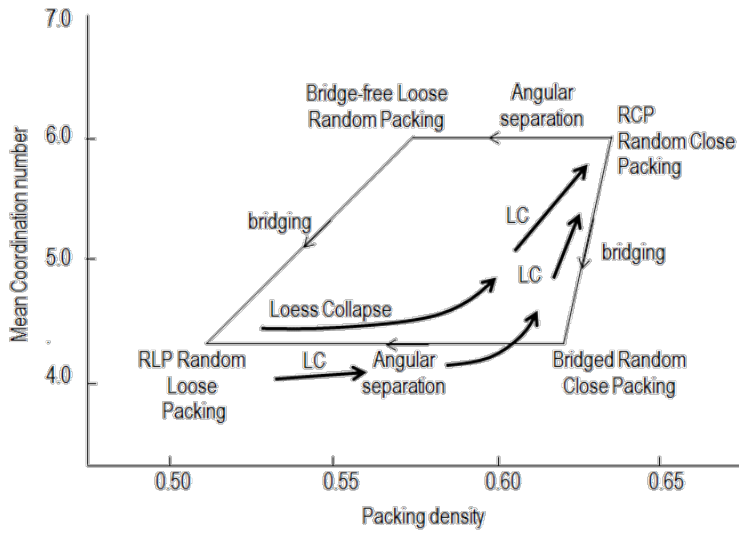 7.0
Bridge-free Loose
Random Packing
Angular
separation
RCP
Random Close
Packing
6.0
LC
bridging
bridging
5.0
LC
Mean Coordination number
Loess Collapse
RLP Random
Loose
Packing
LC
Angular
separation
Bridged Random
Close Packing
4.0
0.50
0.55
0.60
0.65
Packing density